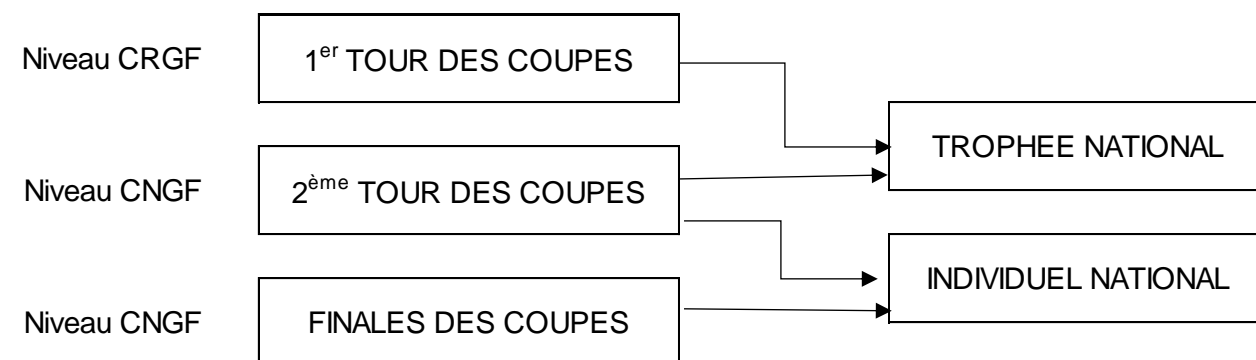 Niveau CRGF
1er TOUR DES COUPES
TROPHEE NATIONAL
Niveau CNGF
2ème TOUR DES COUPES
INDIVIDUEL NATIONAL
Niveau CNGF
FINALES DES COUPES